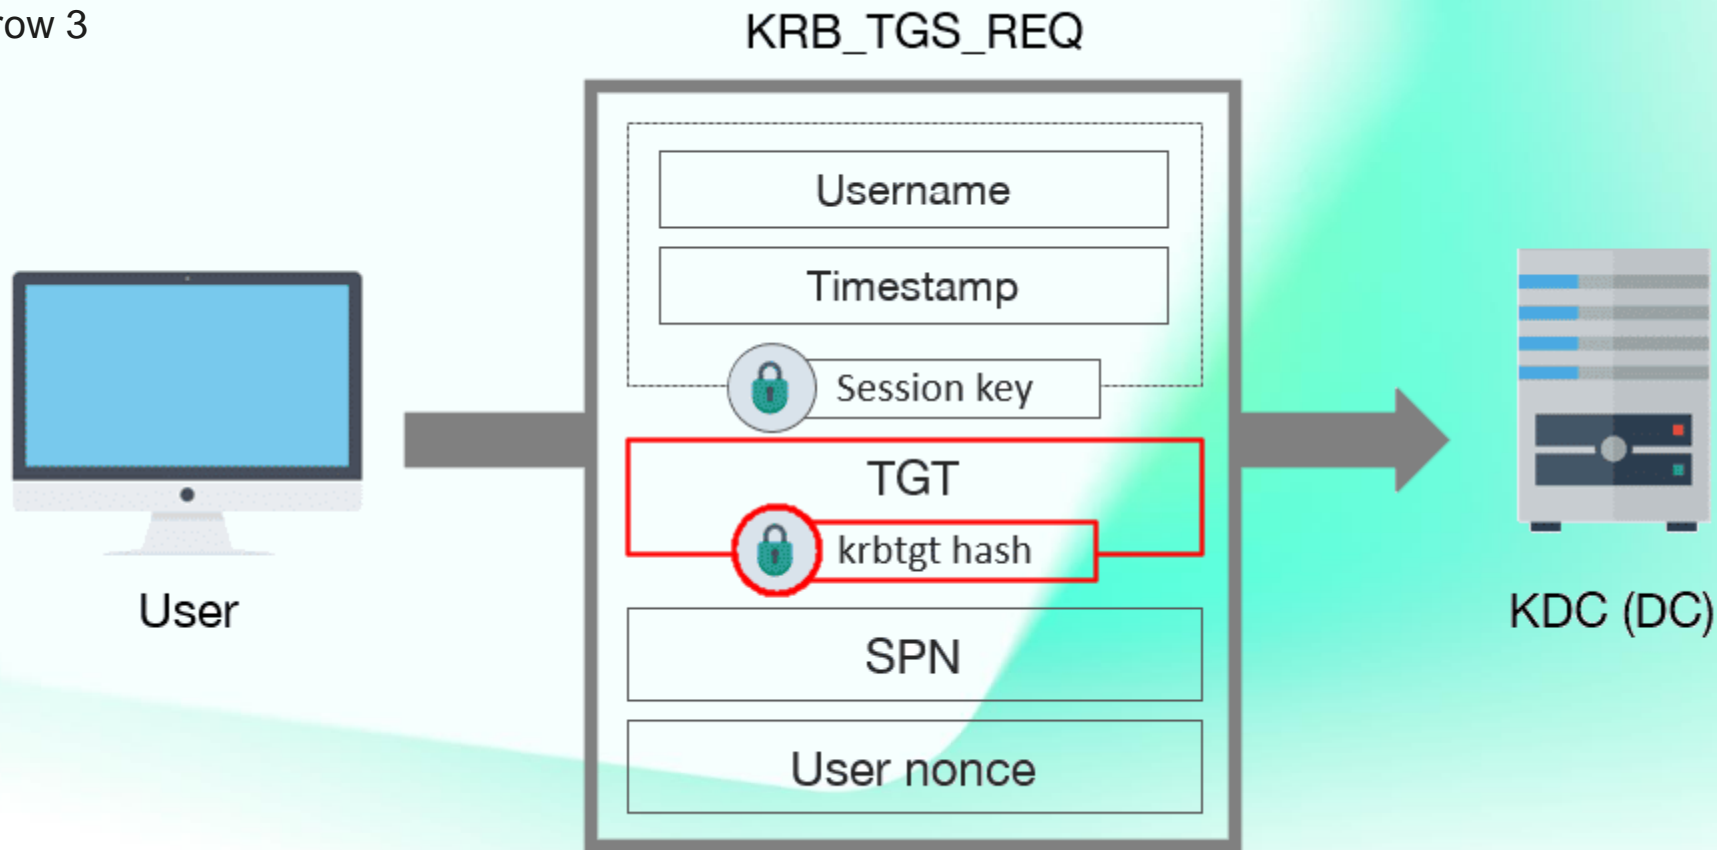 row 3
KRB_TGS_REQ
Username
Timestamp
Session key
TGT
krbtgt hash
SPN
User nonce
User
KDC (DC)